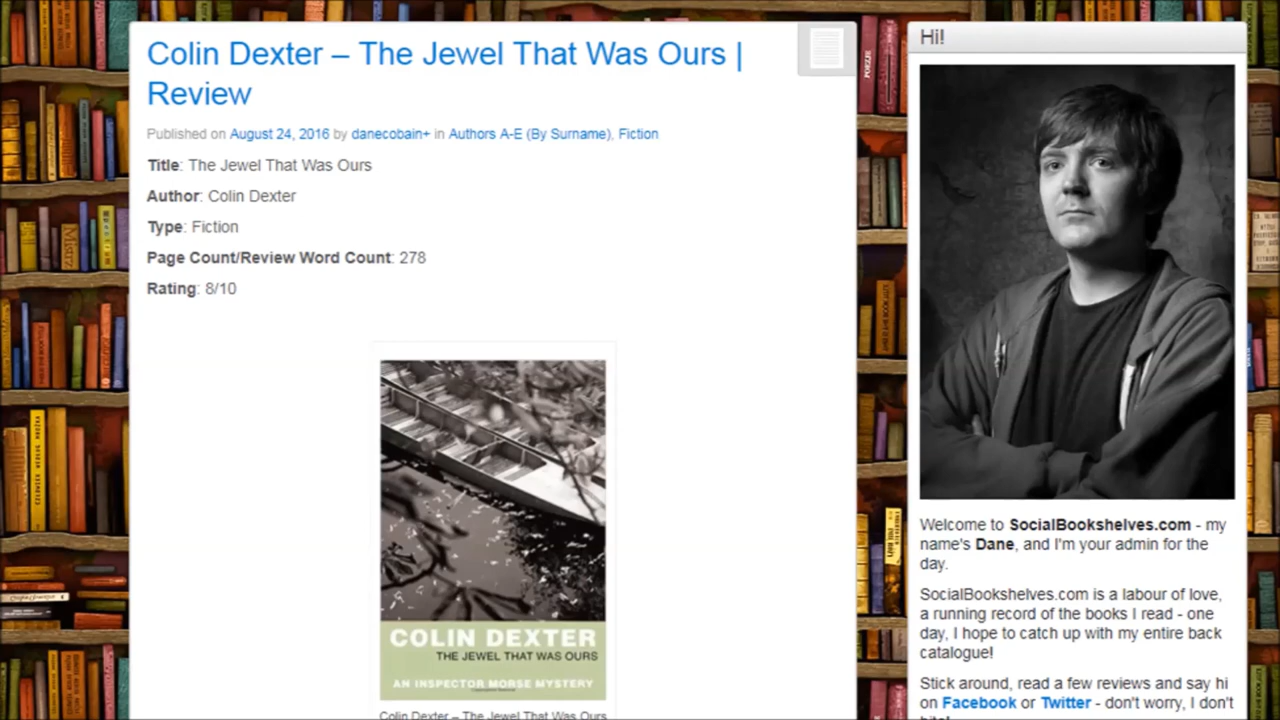 Colin Dexter – The Jewel That Was Ours |
Review
Published on August 24, 2016 by danecobain+ in Authors A-E (By Surname), Fiction
Title: The Jewel That Was Ours
Author: Colin Dexter
Type: Fiction
Page Count/Review Word Count: 278
Rating: 8/10
COLIN DEXTER
THE JEWEL THAT WAS OURS
AN INSPECTOR MORSE MYSTERY
Colin Dexter – The Jewel That Was Ours
Hi!
Welcome to SocialBookshelves.com - my
name's Dane, and I'm your admin for the
day.
SocialBookshelves.com is a labour of love,
a running record of the books I read - one
day, I hope to catch up with my entire back
catalogue!
Stick around, read a few reviews and say hi
on Facebook or Twitter - don't worry, I don't